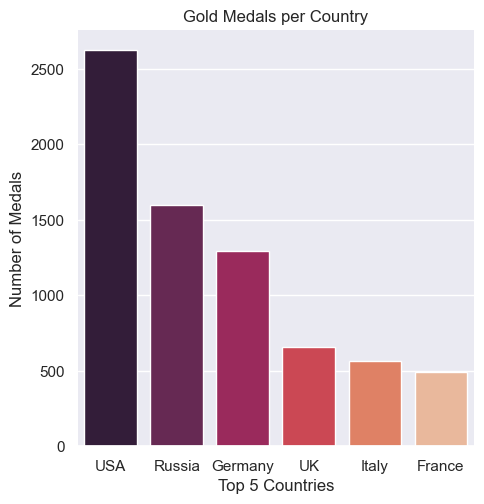 Gold Medals per Country
Number of Medals
2500
2000
1500
1000
500
0
USA Russia Germany UK Italy France
Top 5 Countries